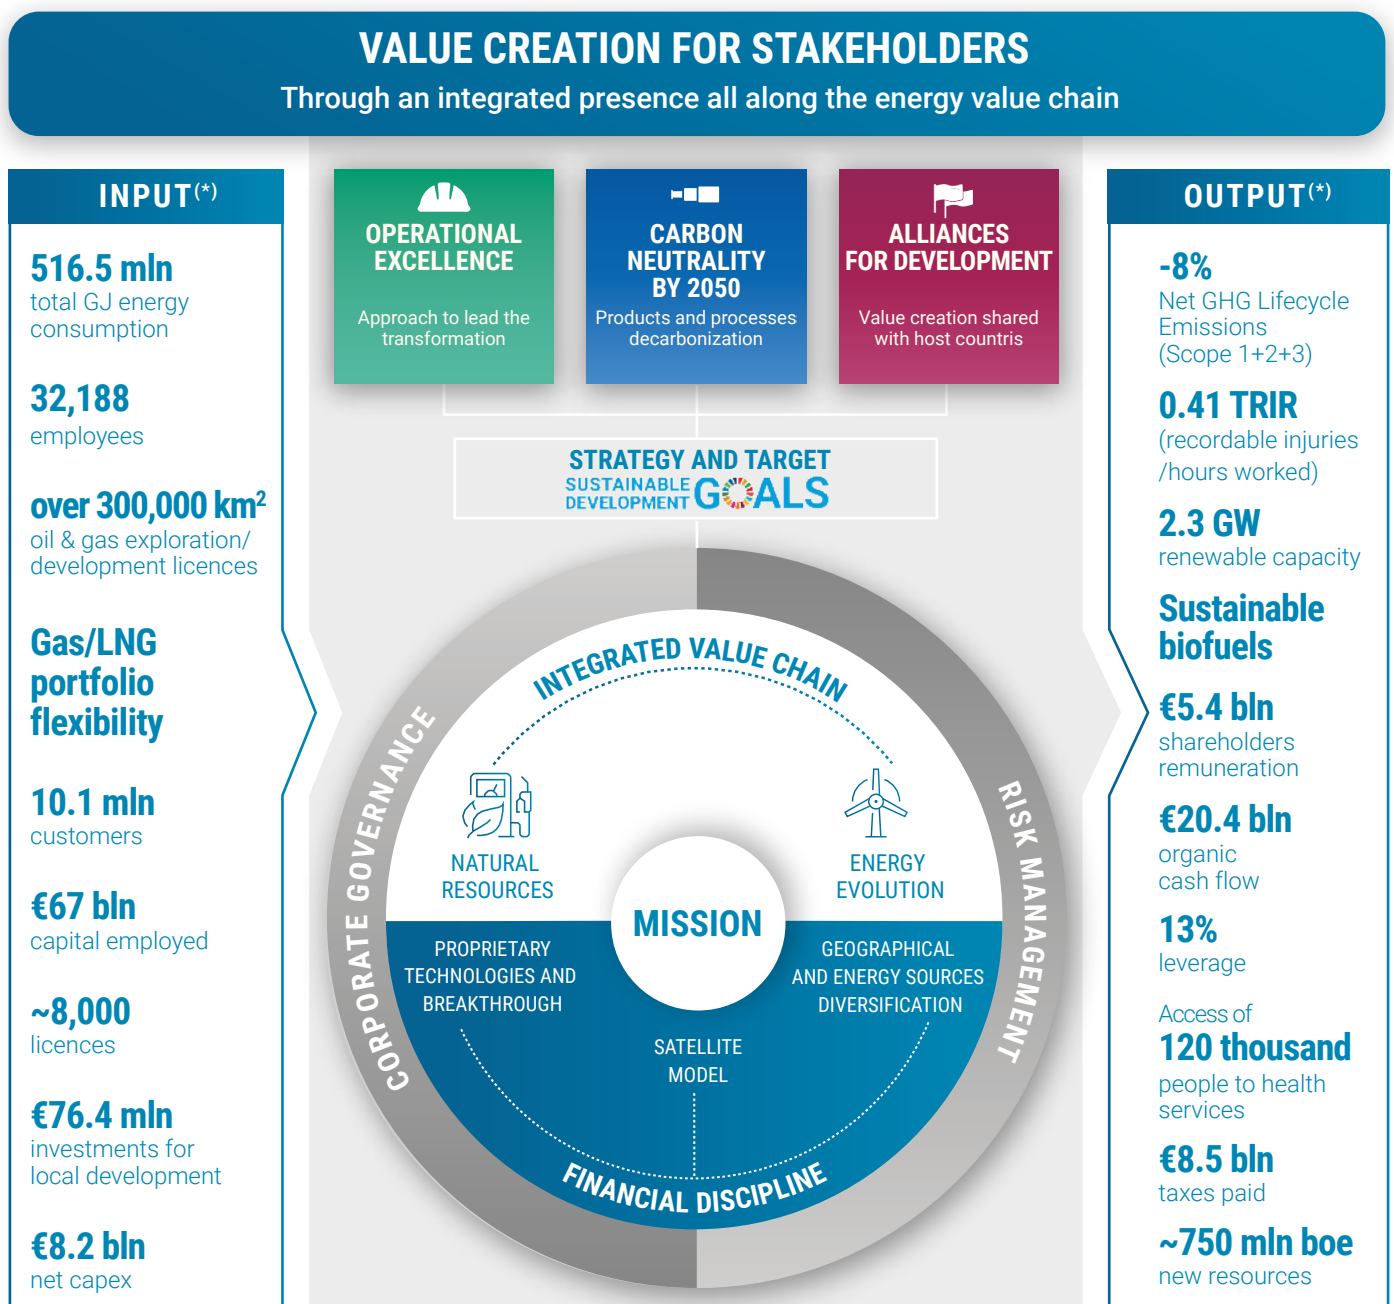 VALUE CREATION FOR STAKEHOLDERS
Through an integrated presence all along the energy value chain
INPUT(*)
516.5 mln
total GJ energy
consumption
32,188
employees
over 300,000 km²
oil & gas exploration/
development licences
Gas/LNG
portfolio
flexibility
10.1 mln
customers
€67 bln
capital employed
~8,000
licences
€76.4 mln
investments for
local development
€8.2 bln
net capex
OPERATIONAL
EXCELLENCE
Approach to lead the
transformation
CARBON
NEUTRALITY
BY 2050
Products and processes
decarbonization
ALLIANCES
FOR DEVELOPMENT
Value creation shared
with host countris
STRATEGY AND TARGET
SUSTAINABLE
DEVELOPMENT GOALS
CORPORATE GOVERNANCE
RISK MANAGEMENT
INTEGRATED VALUE CHAIN
NATURAL
RESOURCES
ENERGY
EVOLUTION
MISSION
PROPRIETARY
TECHNOLOGIES AND
BREAKTHROUGH
GEOGRAPHICAL
AND ENERGY SOURCES
DIVERSIFICATION
SATELLITE
MODEL
FINANCIAL DISCIPLINE
OUTPUT(*)
-8%
Net GHG Lifecycle
Emissions
(Scope 1+2+3)
0.41 TRIR
(recordable injuries
/hours worked)
2.3 GW
renewable capacity
Sustainable
biofuels
€5.4 bln
shareholders
remuneration
€20.4 bln
organic
cash flow
13%
leverage
Access of
120 thousand
people to health
services
€8.5 bln
taxes paid
~750 mln boe
new resources